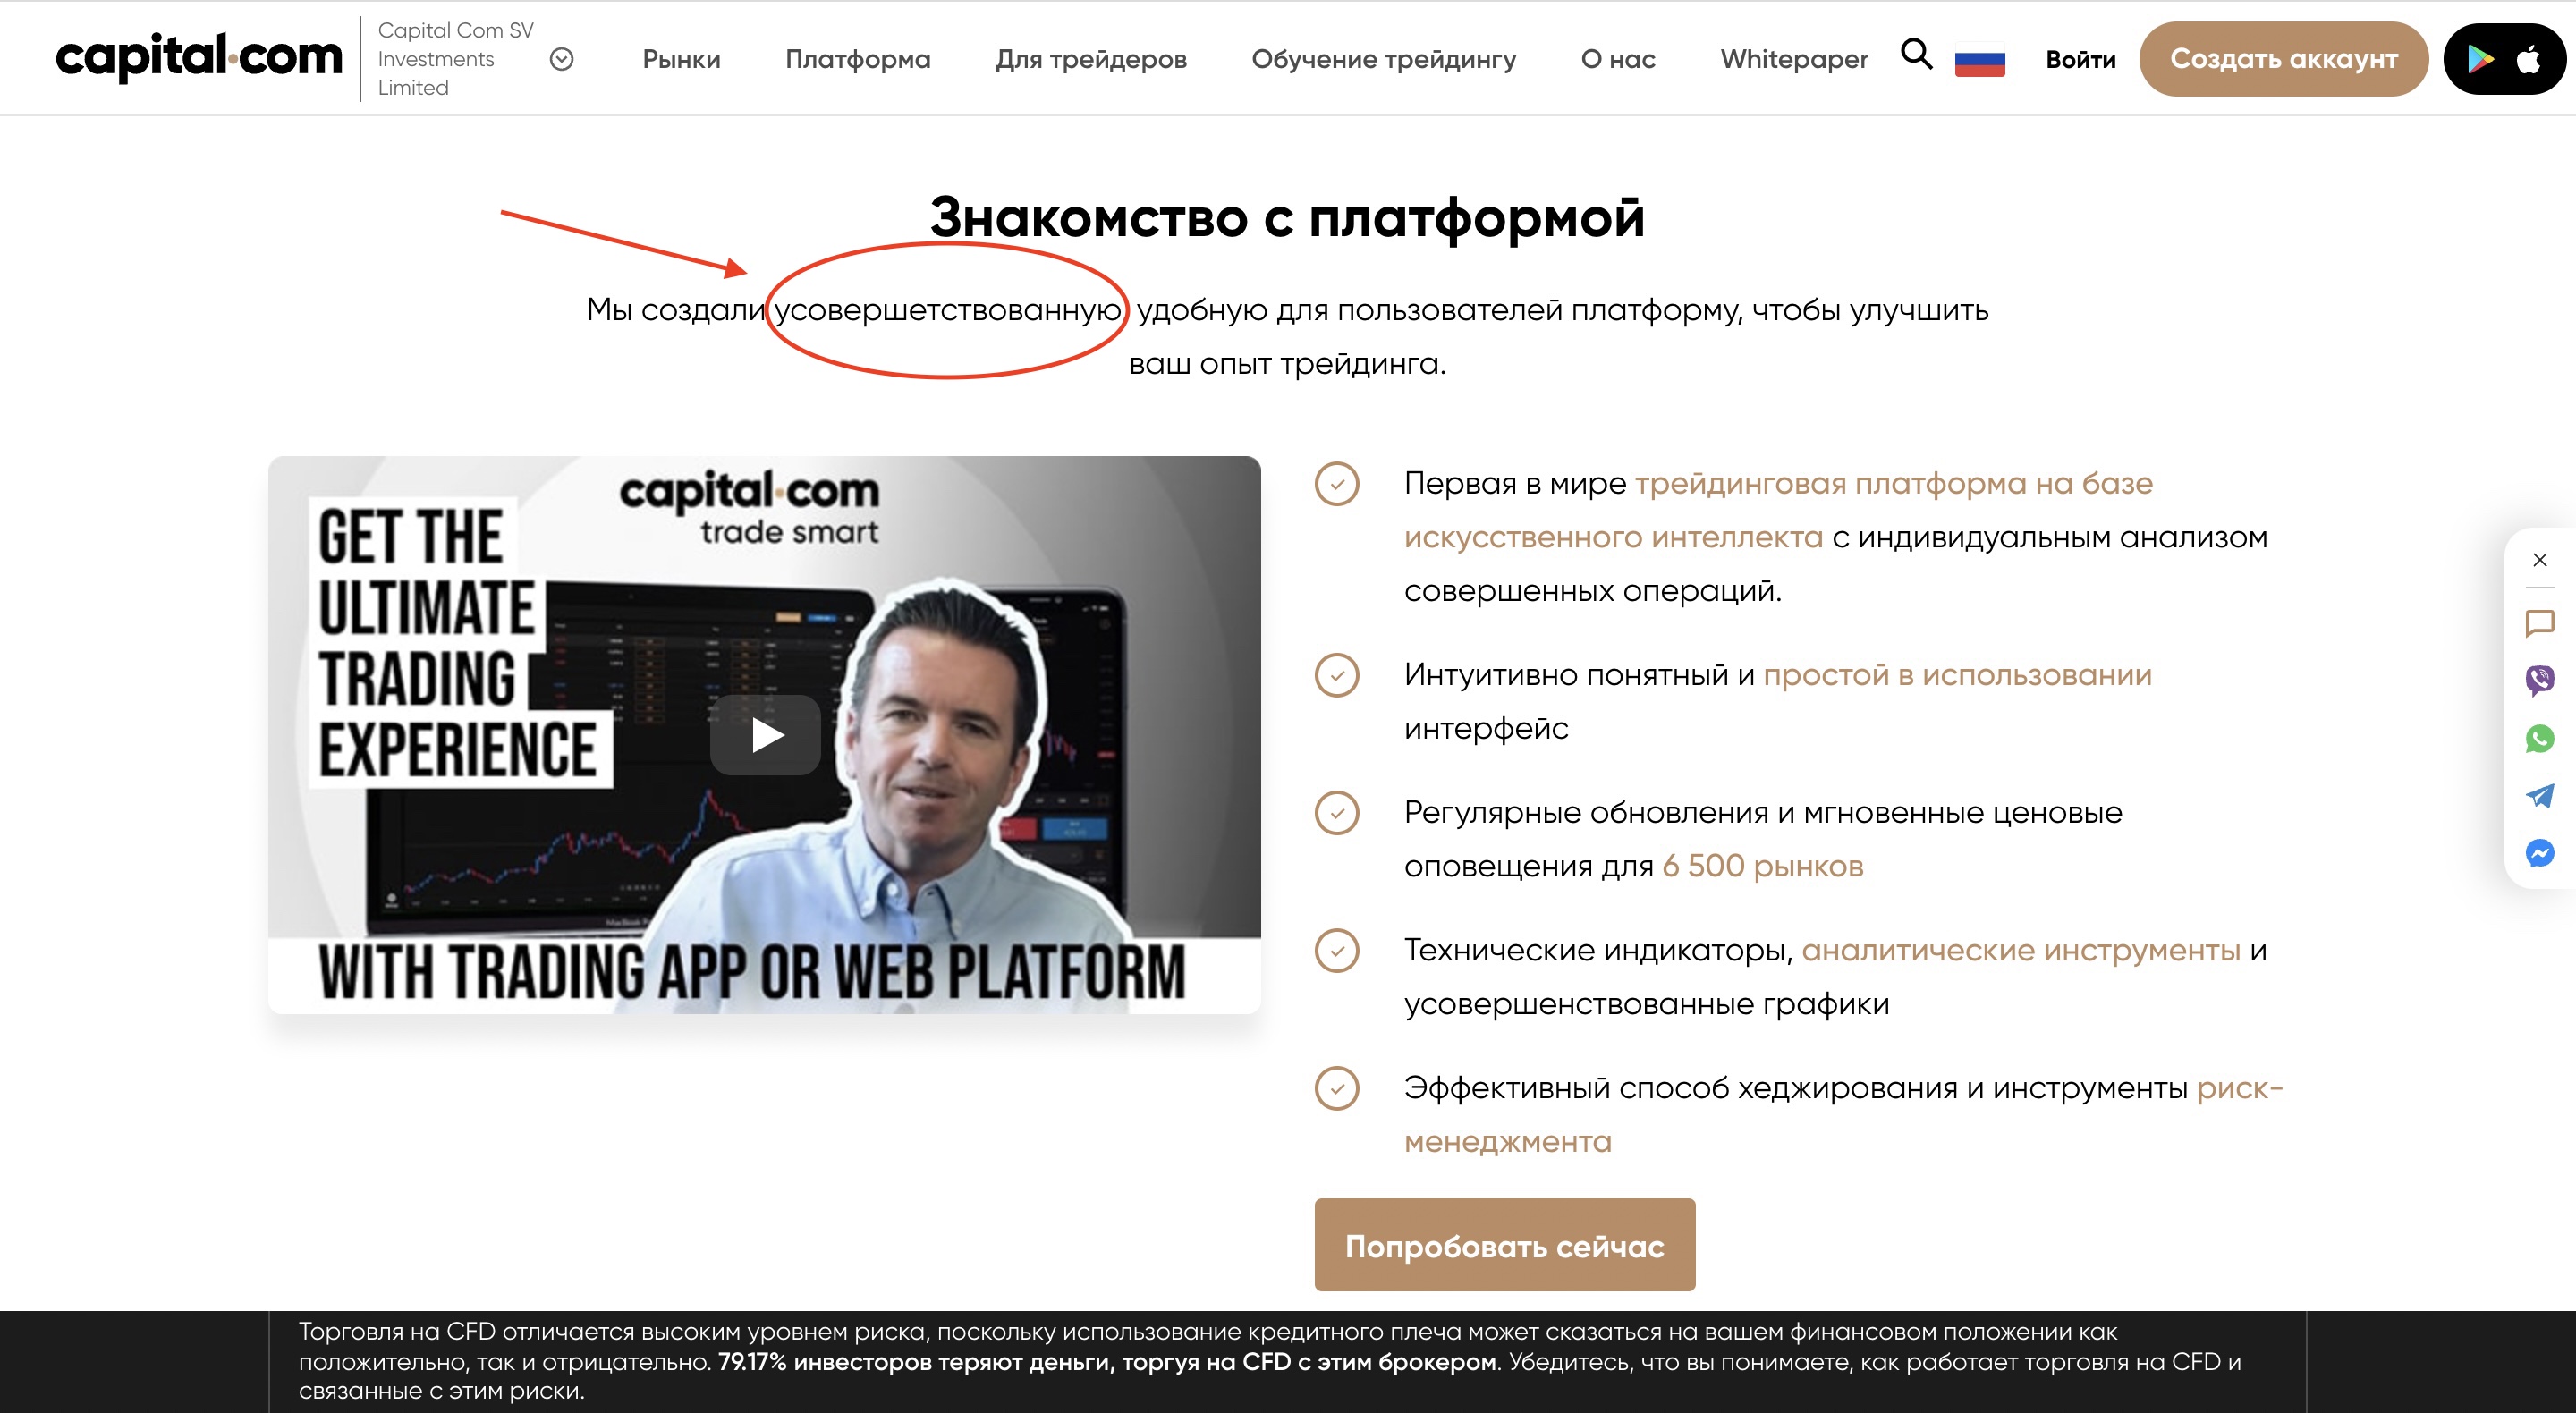 capital.com
Capital Com SV
Investments
Limited
Рынки
Платформа
Для трейдеров
Обучение трейдингу
О нас
Whitepaper
Войти
Создать аккаунт
Знакомство с платформой
Мы создали усовершетствованную удобную для пользователей платформу, чтобы улучшить
ваш опыт трейдинга.
capital.com
trade smart
GET THE
ULTIMATE
TRADING
EXPERIENCE
WITH TRADING APP OR WEB PLATFORM
Первая в мире трейдинговая платформа на базе
искусственного интеллекта с индивидуальным анализом
совершенных операций.
Интуитивно понятный и простой в использовании
интерфейс
Регулярные обновления и мгновенные ценовые
оповещения для 6 500 рынков
Технические индикаторы, аналитические инструменты и
усовершенствованные графики
Эффективный способ хеджирования и инструменты риск-
менеджмента
Попробовать сейчас
Торговля на CFD отличается высоким уровнем риска, поскольку использование кредитного плеча может сказаться на вашем финансовом положении как
положительно, так и отрицательно. 79.17% инвесторов теряют деньги, торгуя на CFD с этим брокером. Убедитесь, что вы понимаете, как работает торговля на CFD и
связанные с этим риски.